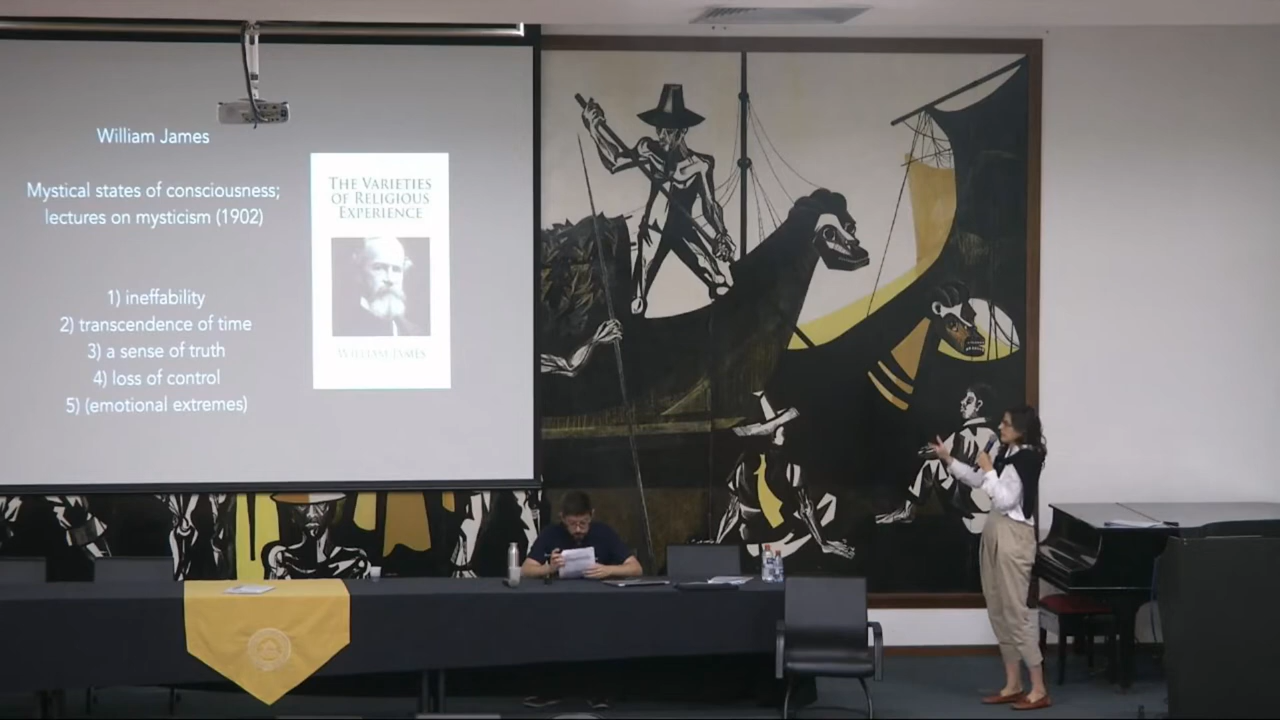 William James
Mystical states of consciousness;
lectures on mysticism (1902)
1) ineffability
2) transcendence of time
3) a sense of truth
4) loss of control
5) (emotional extremes)
THE VARIETIES
OF RELIGIOUS
EXPERIENCE
WILLIAM JAMES